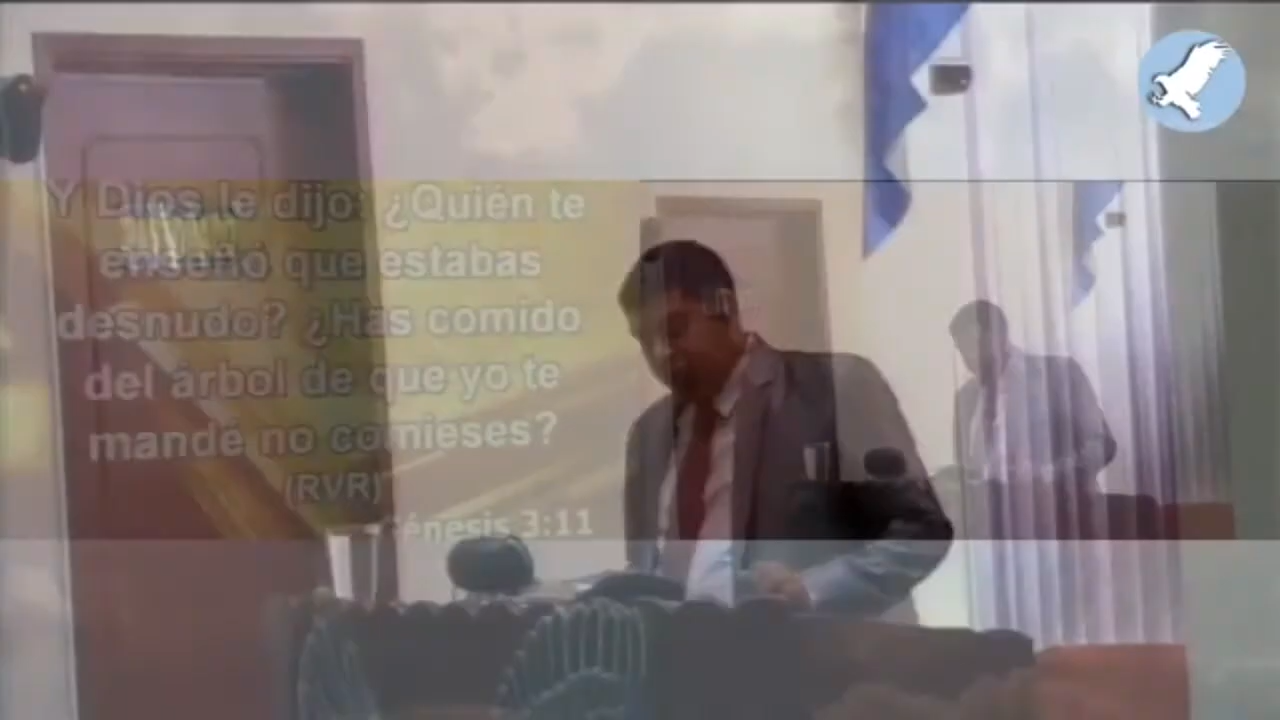 Y Dios le dijo: ¿Quién te
enseñó que estabas
desnudo? ¿Has comido
del árbol de que yo te
mandé no comieses?
(RVR)
Génesis 3:11